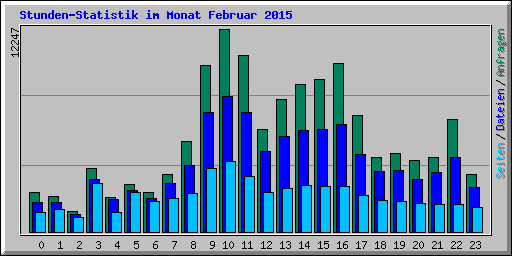 Stunden-Statistik im Monat Februar 2015
12247
Seiten / Dateien / Anfragen
0 1 2 3 4 5 6 7 8 9 10 11 12 13 14 15 16 17 18 19 20 21 22 23